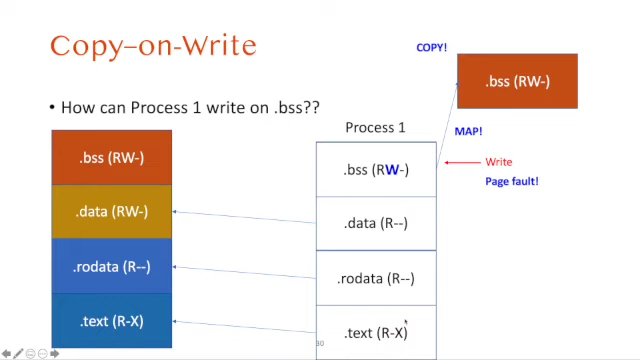 Copy–on-Write
COPY!
.bss (RW-)
• How can Process 1 write on .bss??
Process 1
MAP!
.bss (RW-)
.data (RW-)
.rodata (R--)
.text (R-X)
.bss (RW-)
.data (R--)
.rodata (R--)
.text (R-X)
Write
Page fault!
30